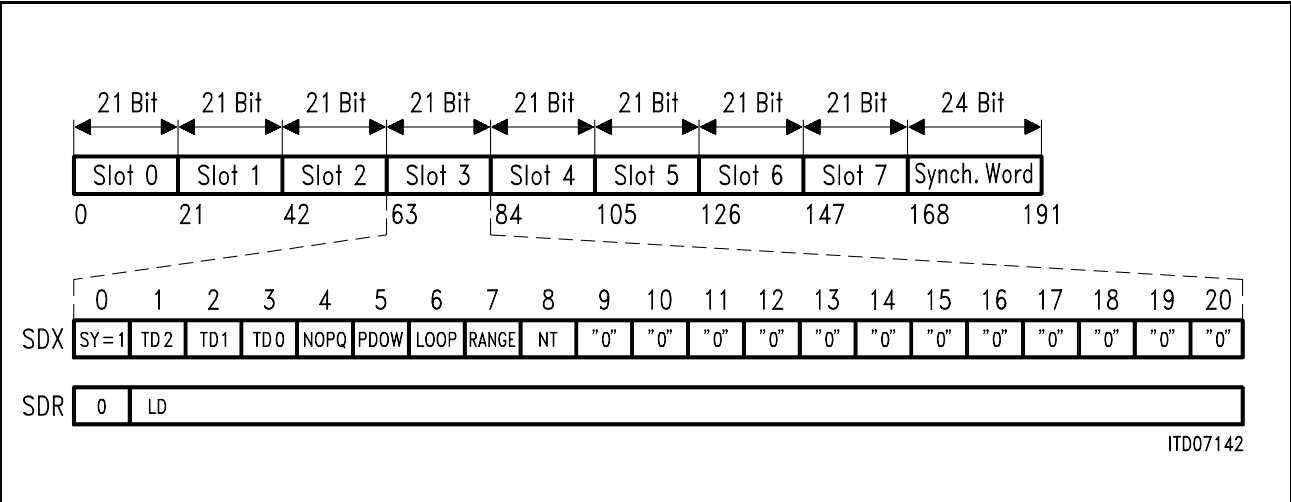 21 Bit 21 Bit 21 Bit 21 Bit 21 Bit 21 Bit 21 Bit 21 Bit 24 Bit
Slot 0 Slot 1 Slot 2 Slot 3 Slot 4 Slot 5 Slot 6 Slot 7 Synch. Word
0 21 42 63 84 105 126 147 168 191
0 1 2 3 4 5 6 7 8 9 10 11 12 13 14 15 16 17 18 19 20
SDX SY=1 TD2 TD1 TD0 NOPQ PDOW LOOP RANGE NT "0" "0" "0" "0" "0" "0" "0" "0" "0" "0" "0" "0"
SDR 0 LD
ITD07142